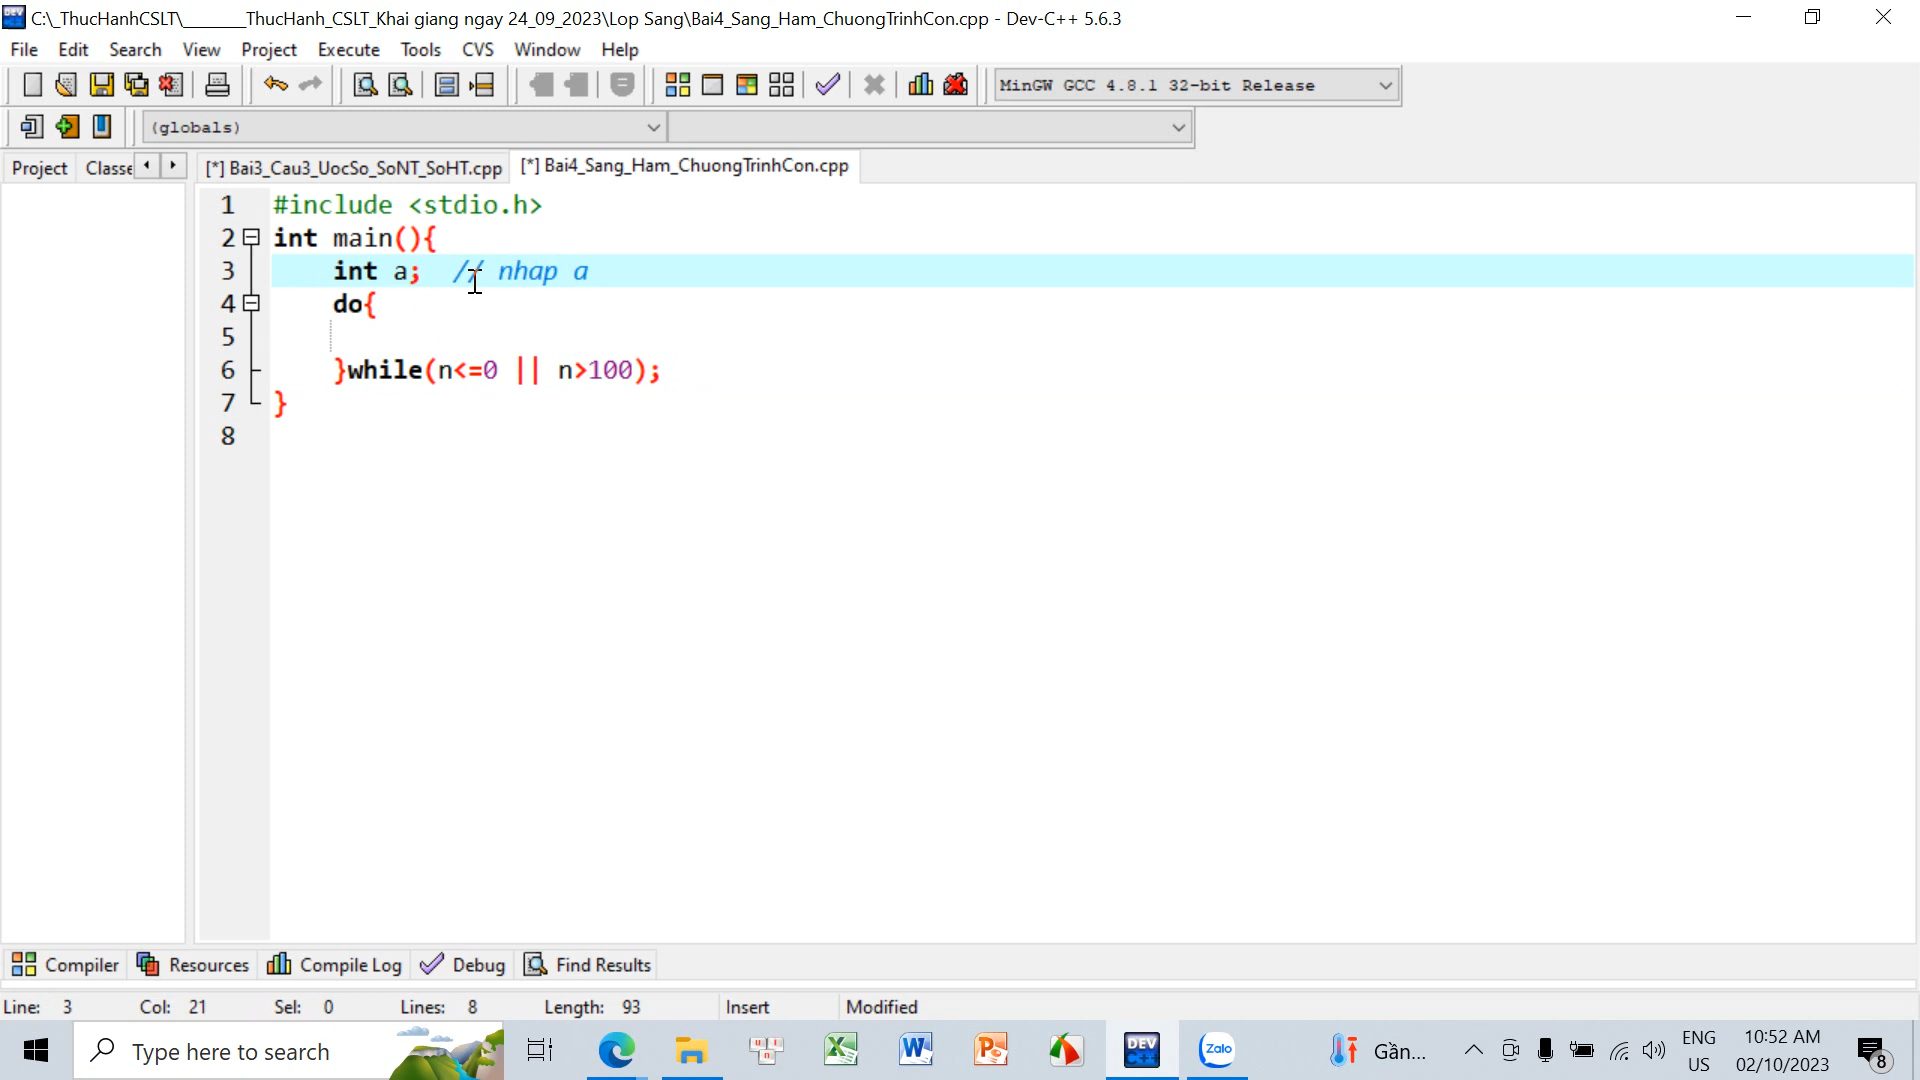 C:\_ThucHanhCSLT\_______ThucHanh_CSLT_Khai giang ngay 24_09_2023\Lop Sang\Bai4_Sang_Ham_ChuongTrinhCon.cpp - Dev-C++ 5.6.3
File Edit Search View Project Execute Tools CVS Window Help
MinGW GCC 4.8.1 32-bit Release
(globals)
Project Classe [*] Bai3_Cau3_UocSo_SoNT_SoHT.cpp [*] Bai4_Sang_Ham_ChuongTrinhCon.cpp
1 #include <stdio.h>
2 int main(){
3 int a; // nhap a
4 do{
5
6 }while(n<=0 || n>100);
7 }
8
Compiler Resources Compile Log Debug Find Results
Line: 3 Col: 21 Sel: 0 Lines: 8 Length: 93 Insert Modified
Type here to search DEV C++ Zalo Gần... ENG 10:52 AM
US 02/10/2023 8